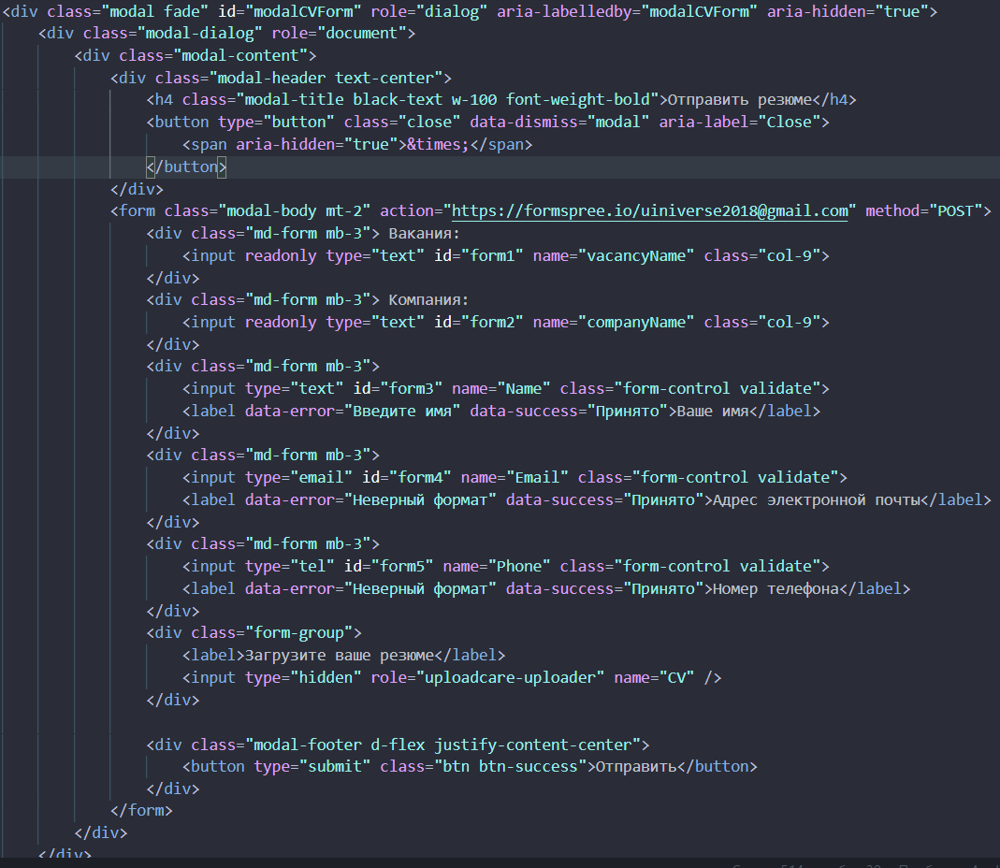 <div class="modal fade" id="modalCVForm" role="dialog" aria-labelledby="modalCVForm" aria-hidden="true">
<div class="modal-dialog" role="document">
<div class="modal-content">
<div class="modal-header text-center">
<h4 class="modal-title black-text w-100 font-weight-bold">Отправить резюме</h4>
<button type="button" class="close" data-dismiss="modal" aria-label="Close">
<span aria-hidden="true">&times;</span>
</button>
</div>
<form class="modal-body mt-2" action="https://formspree.io/uiniverse2018@gmail.com" method="POST">
<div class="md-form mb-3"> Вакания:
<input readonly type="text" id="form1" name="vacancyName" class="col-9">
</div>
<div class="md-form mb-3"> Компания:
<input readonly type="text" id="form2" name="companyName" class="col-9">
</div>
<div class="md-form mb-3">
<input type="text" id="form3" name="Name" class="form-control validate">
<label data-error="Введите имя" data-success="Принято">Ваше имя</label>
</div>
<div class="md-form mb-3">
<input type="email" id="form4" name="Email" class="form-control validate">
<label data-error="Неверный формат" data-success="Принято">Адрес электронной почты</label>
</div>
<div class="md-form mb-3">
<input type="tel" id="form5" name="Phone" class="form-control validate">
<label data-error="Неверный формат" data-success="Принято">Номер телефона</label>
</div>
<div class="form-group">
<label>Загрузите ваше резюме</label>
<input type="hidden" role="uploadcare-uploader" name="CV" />
</div>
<div class="modal-footer d-flex justify-content-center">
<button type="submit" class="btn btn-success">Отправить</button>
</div>
</form>
</div>
</div>